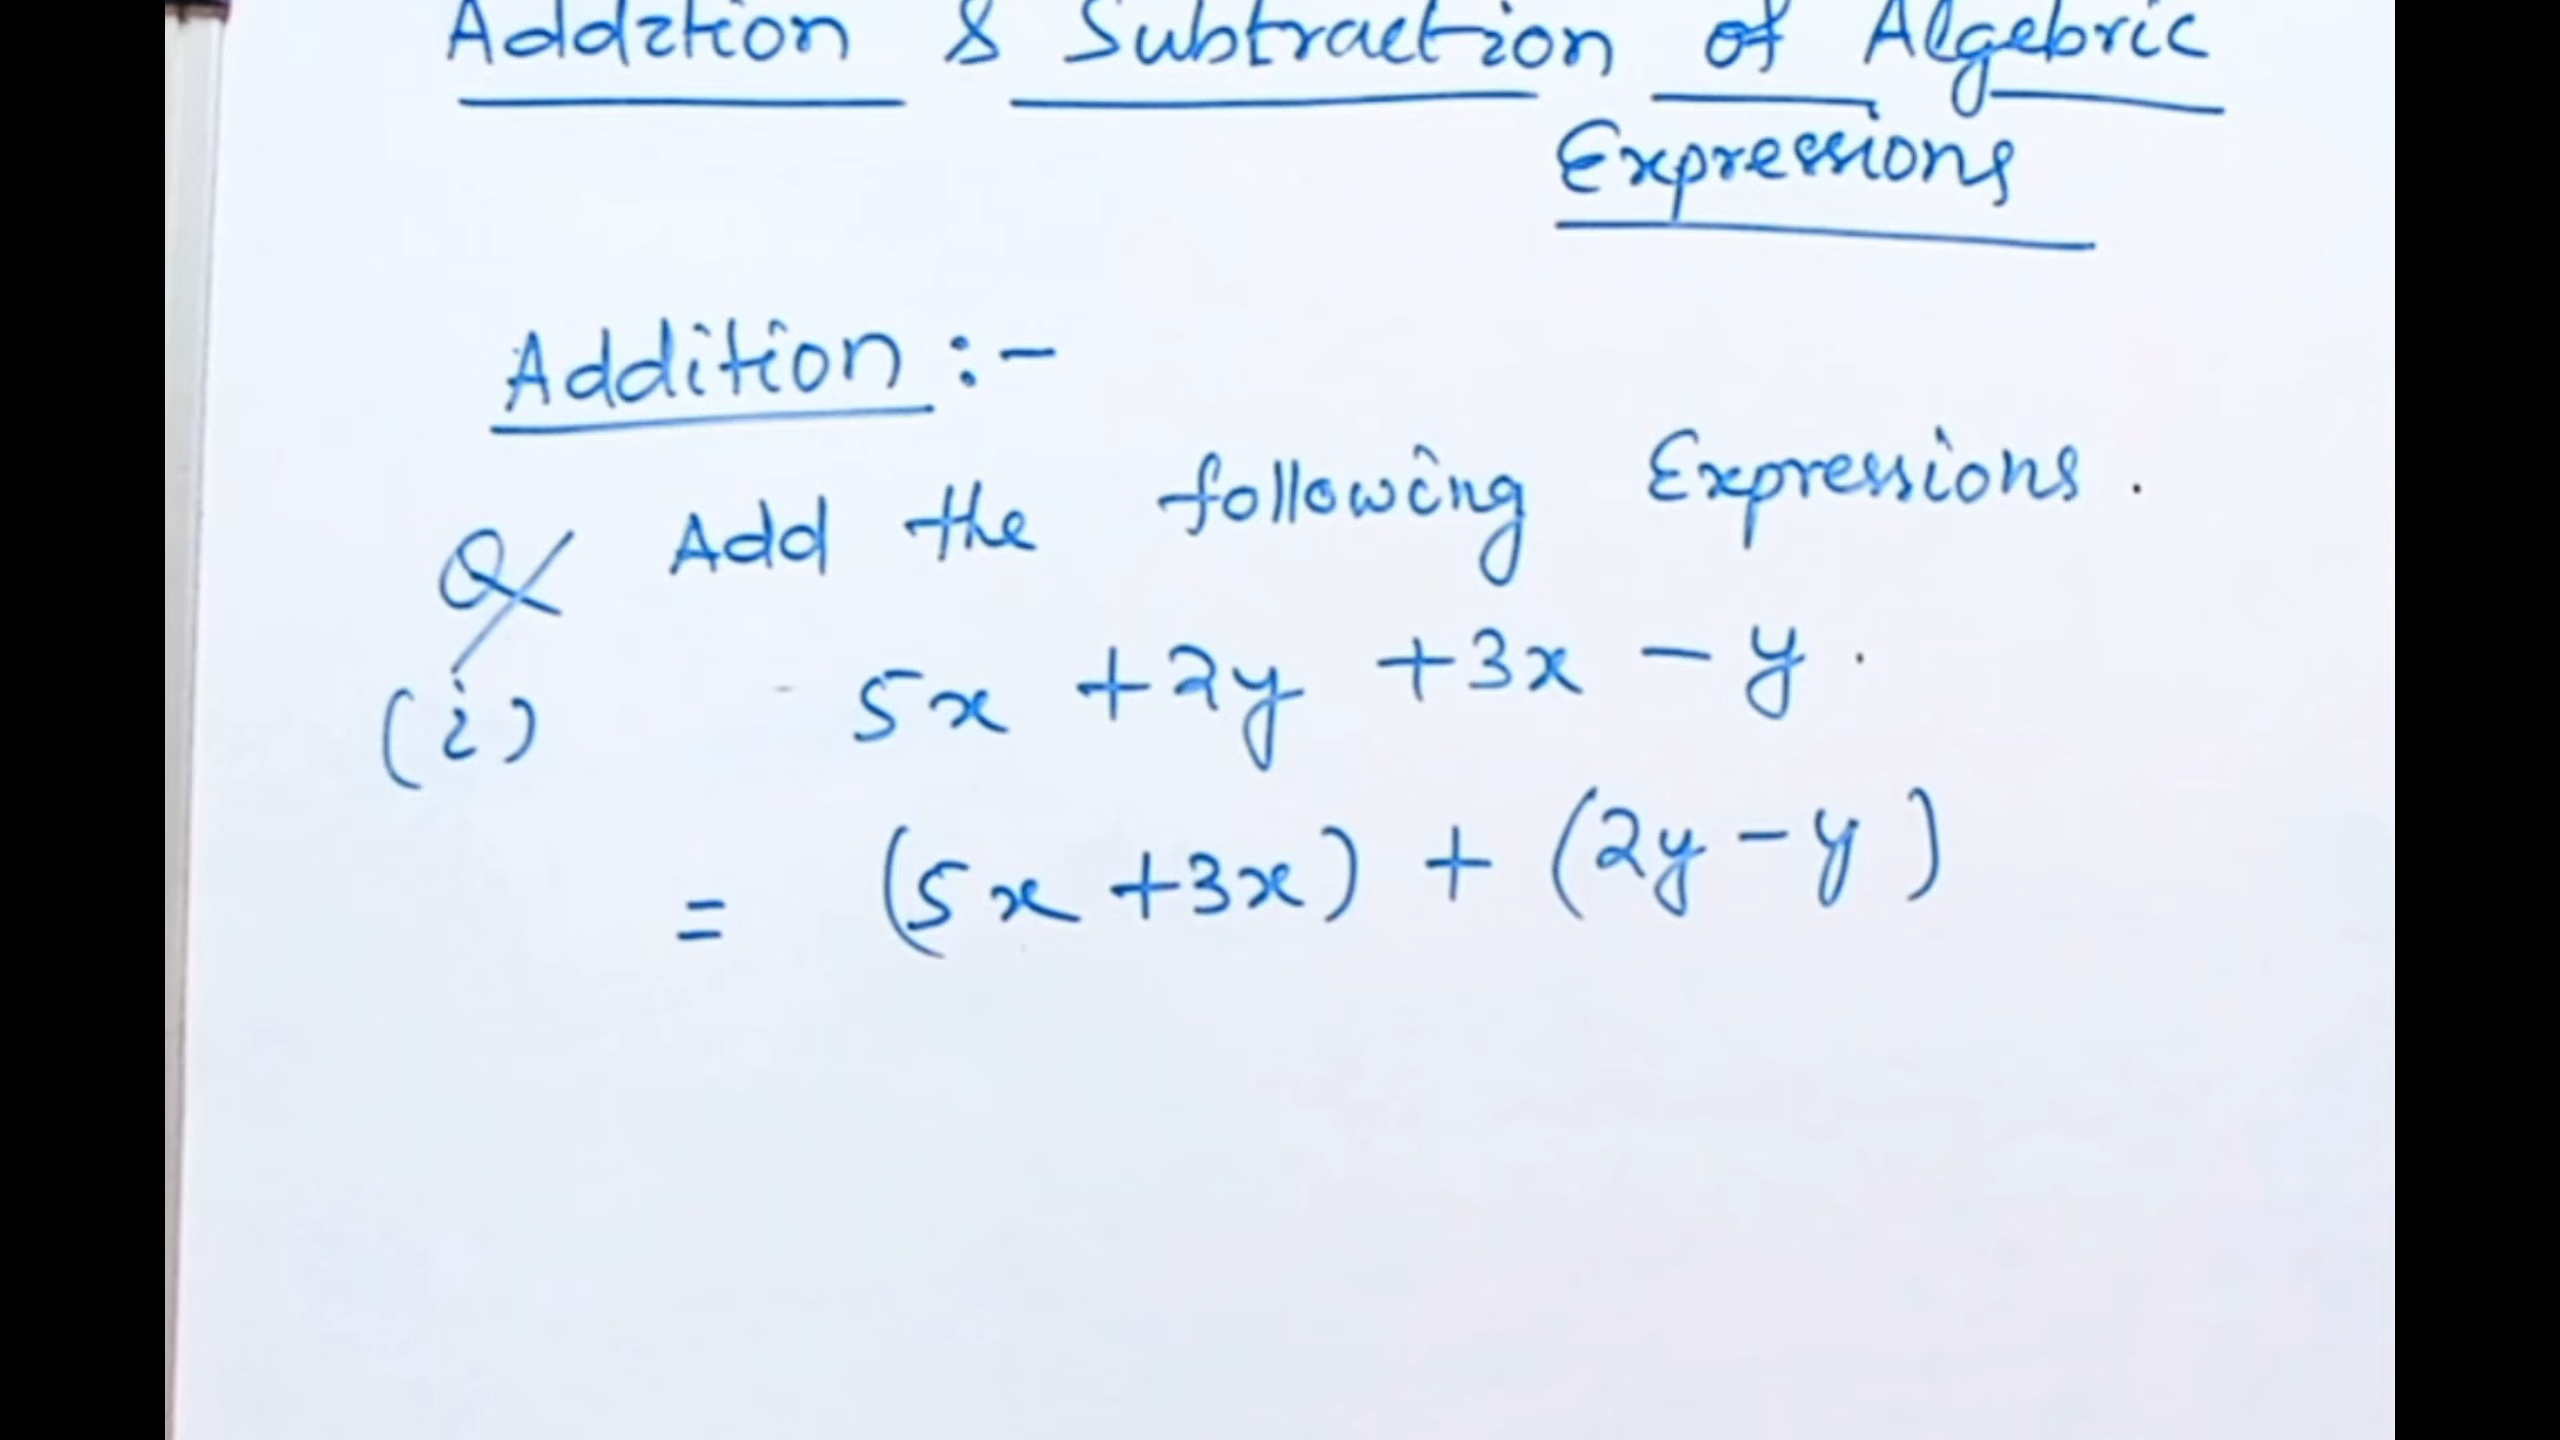 Addition & Subtraction of Algebric
Expressions
Addition :-
Q/ Add the following Expressions.
(i) 5x + 2y + 3x - y.
= (5x + 3x) + (2y - y)